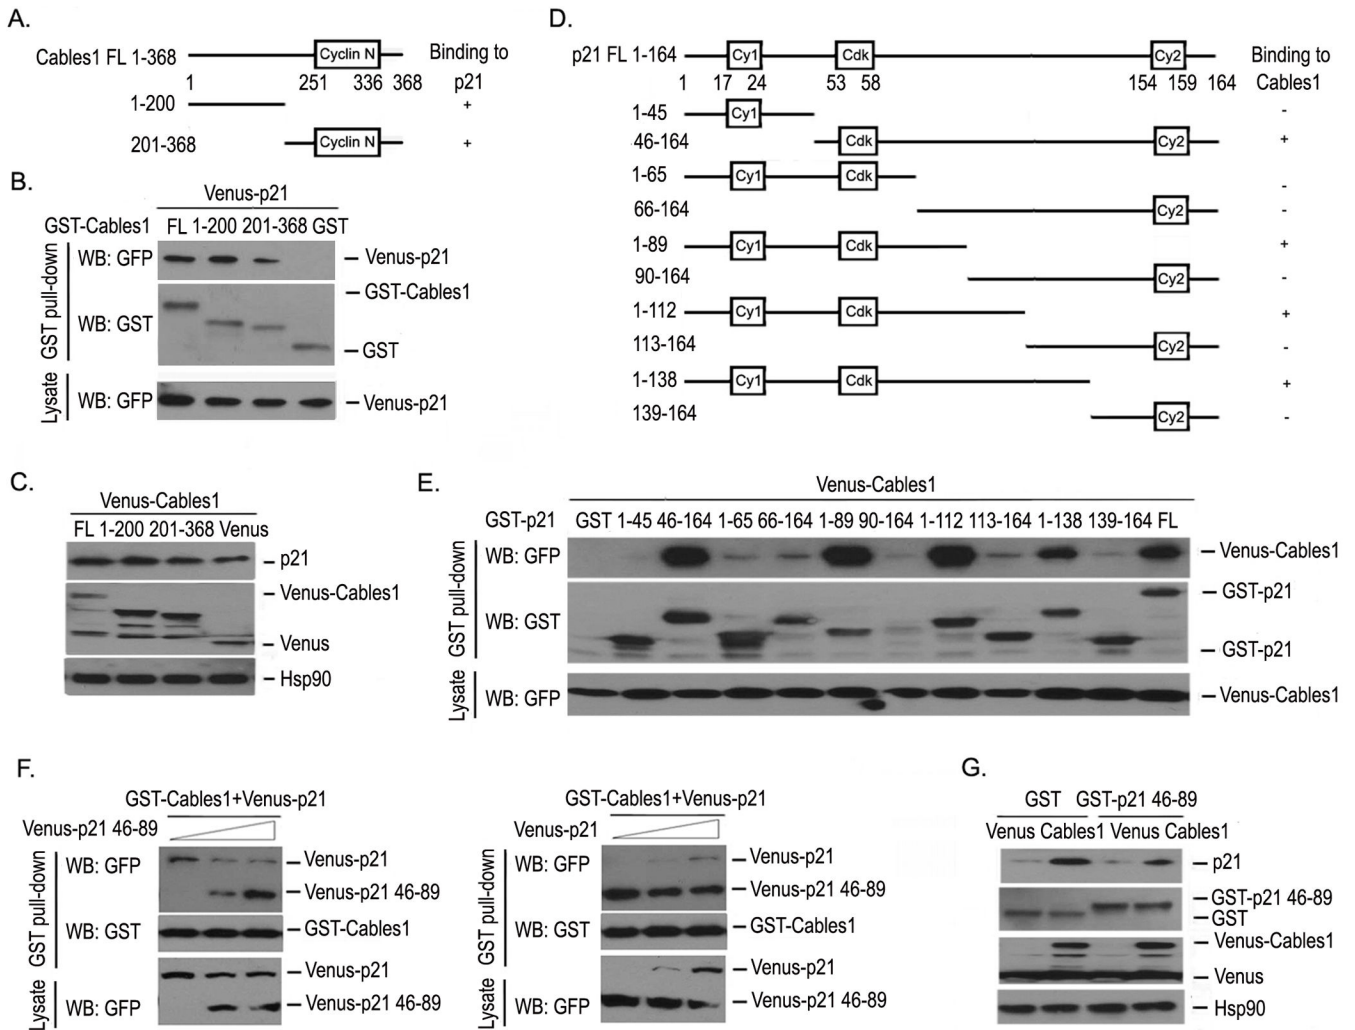 A.
Cables1 FL 1-368 Cyclin N Binding to
1 251 336 368 p21
1-200 +
201-368 Cyclin N +
B.
Venus-p21
GST-Cables1 FL 1-200 201-368 GST
GST pull-down
WB: GFP Venus-p21
GST-Cables1
WB: GST
GST
Lysate
WB: GFP Venus-p21
C.
Venus-Cables1
FL 1-200 201-368 Venus
p21
Venus-Cables1
Venus
Hsp90
D.
p21 FL 1-164 Cy1 Cdk Cy2 Binding to
1 17 24 53 58 154 159 164 Cables1
1-45 Cy1 -
46-164 Cdk Cy2 +
1-65 Cy1 Cdk -
66-164 Cy2 -
1-89 Cy1 Cdk +
90-164 Cy2 -
1-112 Cy1 Cdk +
113-164 Cy2 -
1-138 Cy1 Cdk +
139-164 Cy2 -
E.
Venus-Cables1
GST-p21 GST 1-45 46-164 1-65 66-164 1-89 90-164 1-112 113-164 1-138 139-164 FL
GST pull-down
WB: GFP Venus-Cables1
GST-p21
WB: GST
GST-p21
Lysate
WB: GFP Venus-Cables1
F.
GST-Cables1+Venus-p21
Venus-p21 46-89
GST pull-down
WB: GFP Venus-p21
Venus-p21 46-89
WB: GST GST-Cables1
Lysate
Venus-p21
WB: GFP Venus-p21 46-89
GST-Cables1+Venus-p21
Venus-p21
GST pull-down
WB: GFP Venus-p21
Venus-p21 46-89
WB: GST GST-Cables1
Lysate
Venus-p21
WB: GFP Venus-p21 46-89
G.
GST GST-p21 46-89
Venus Cables1 Venus Cables1
p21
GST-p21 46-89
GST
Venus-Cables1
Venus
Hsp90